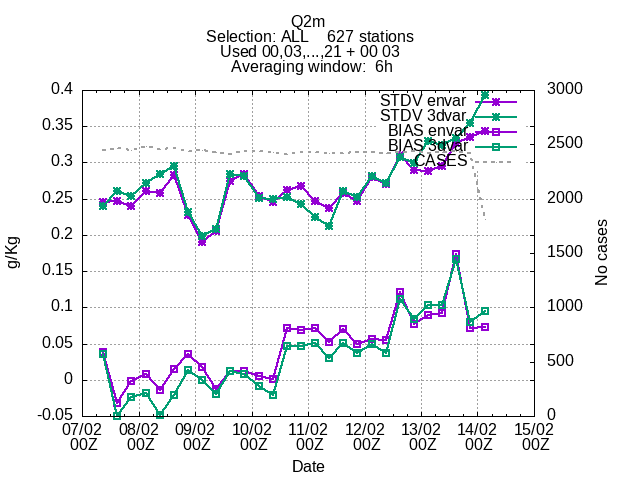 Q2m
Selection: ALL    627 stations
Used 00,03,...,21 + 00 03
Averaging window:  6h
0.4
0.35
0.3
0.25
0.2
0.15
0.1
0.05
0
-0.05
g/Kg
STDV envar
STDV 3dvar
BIAS envar
BIAS 3dvar
CASES
3000
2500
2000
1500
1000
500
0
No cases
07/02 08/02 09/02 10/02 11/02 12/02 13/02 14/02 15/02
00Z 00Z 00Z 00Z 00Z 00Z 00Z 00Z 00Z
Date